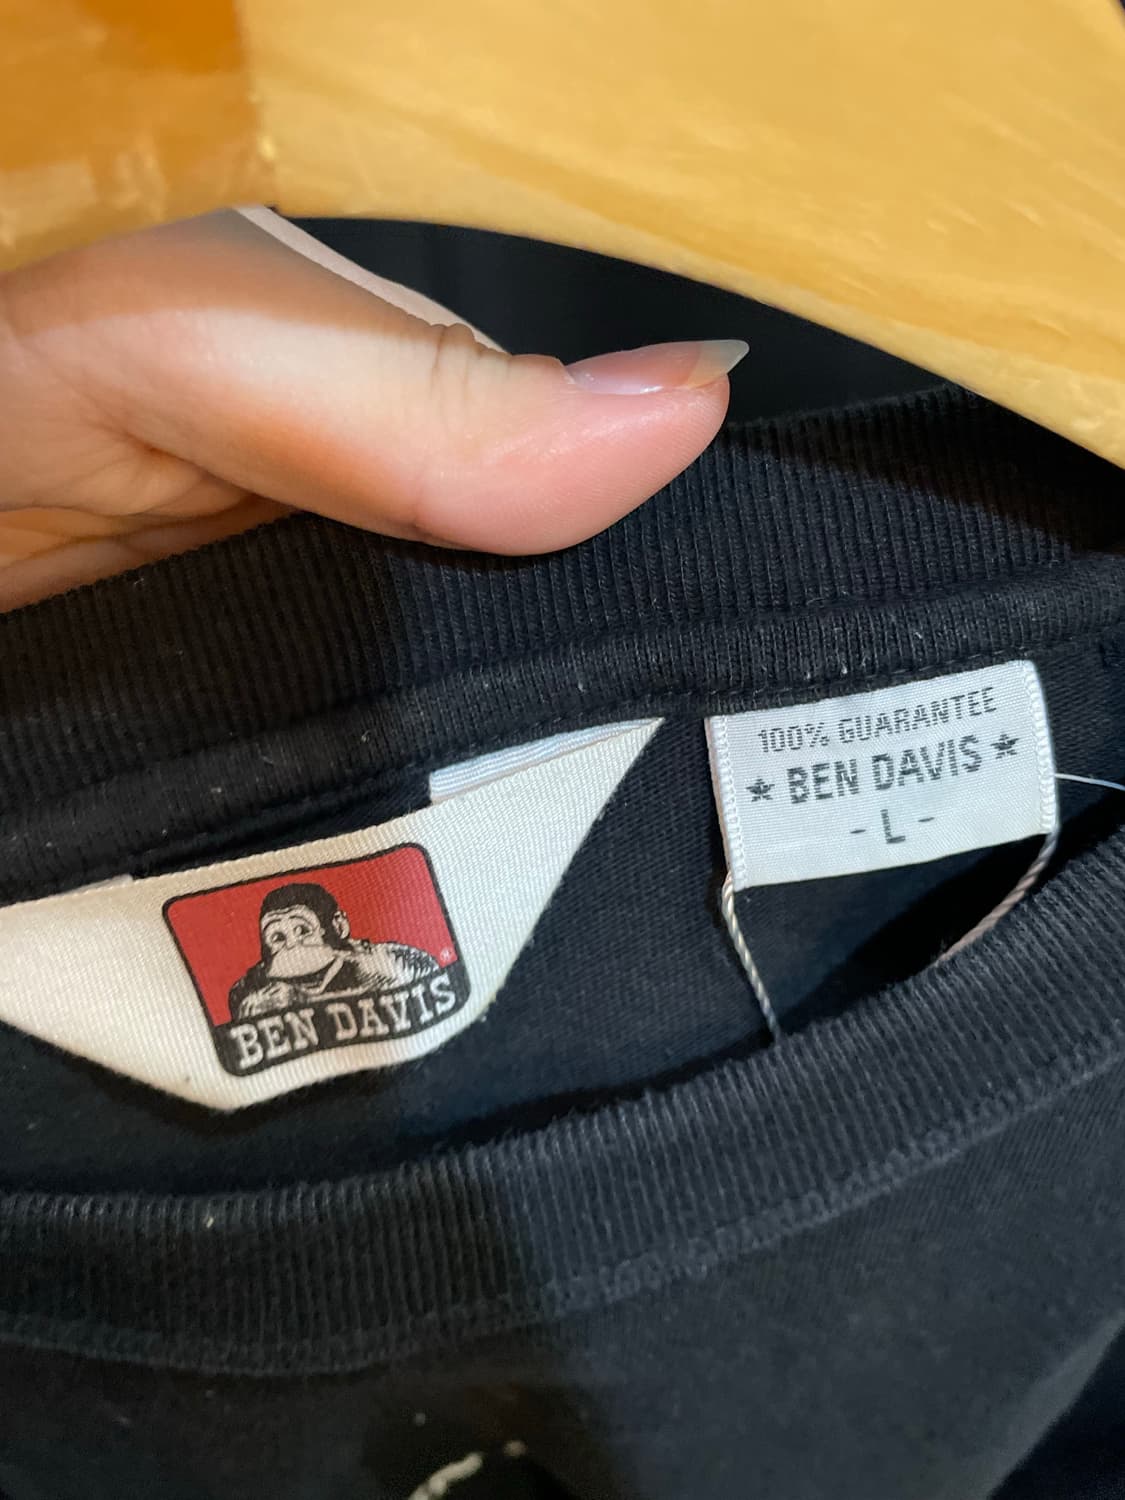 BEN DAVIS
®
100% GUARANTEE
★ BEN DAVIS ★
- L -